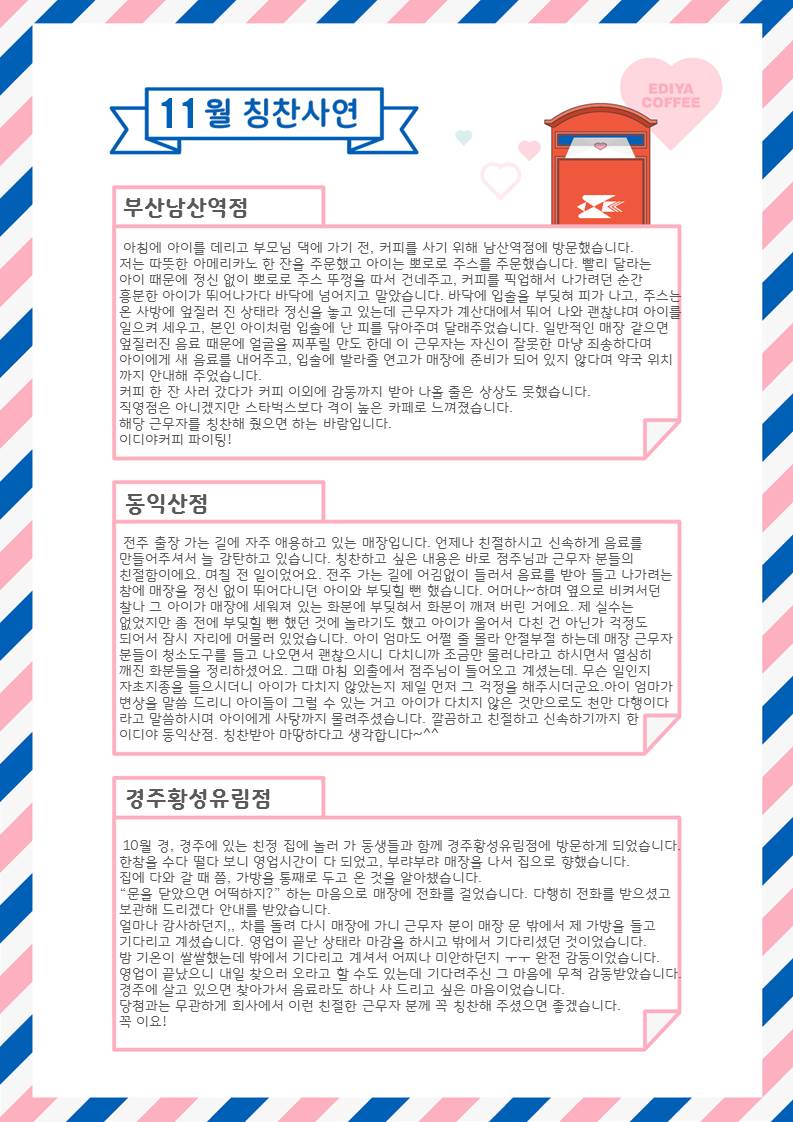 EDIYA
COFFEE
11월 칭찬사연
부산남산역점
아침에 아이를 데리고 부모님 댁에 가기 전, 커피를 사기 위해 남산역점에 방문했습니다.
저는 따뜻한 아메리카노 한 잔을 주문했고 아이는 뽀로로 주스를 주문했습니다. 빨리 달라는
아이 때문에 정신 없이 뽀로로 주스 뚜껑을 따서 건네주고, 커피를 픽업해서 나가려던 순간
흥분한 아이가 뛰어나가다 바닥에 넘어지고 말았습니다. 바닥에 입술을 부딪혀 피가 나고, 주스는
온 사방에 엎질러 진 상태라 정신을 놓고 있는데 근무자가 계산대에서 뛰어 나와 괜찮냐며 아이를
일으켜 세우고, 본인 아이처럼 입술에 난 피를 닦아주며 달래주었습니다. 일반적인 매장 같으면
엎질러진 음료 때문에 얼굴을 찌푸릴 만도 한데 이 근무자는 자신이 잘못한 마냥 죄송하다며
아이에게 새 음료를 내어주고, 입술에 발라줄 연고가 매장에 준비가 되어 있지 않다며 약국 위치
까지 안내해 주었습니다.
커피 한 잔 사러 갔다가 커피 이외에 감동까지 받아 나올 줄은 상상도 못했습니다.
직영점은 아니겠지만 스타벅스보다 격이 높은 카페로 느껴졌습니다.
해당 근무자를 칭찬해 줬으면 하는 바람입니다.
이디야커피 파이팅!
동익산점
전주 출장 가는 길에 자주 애용하고 있는 매장입니다. 언제나 친절하시고 신속하게 음료를
만들어주셔서 늘 감탄하고 있습니다. 칭찬하고 싶은 내용은 바로 점주님과 근무자 분들의
친절함이에요. 며칠 전 일이었어요. 전주 가는 길에 어김없이 들러서 음료를 받아 들고 나가려는
참에 매장을 정신 없이 뛰어다니던 아이와 부딪힐 뻔 했습니다. 어머나~하며 옆으로 비켜서던
찰나 그 아이가 매장에 세워져 있는 화분에 부딪혀서 화분이 깨져 버린 거에요. 제 실수는
없었지만 좀 전에 부딪힐 뻔 했던 것에 놀라기도 했고 아이가 울어서 다친 건 아닌가 걱정도
되어서 잠시 자리에 머물러 있었습니다. 아이 엄마도 어쩔 줄 몰라 안절부절 하는데 매장 근무자
분들이 청소도구를 들고 나오면서 괜찮으시니 다치니까 조금만 물러나라고 하시면서 열심히
깨진 화분들을 정리하셨어요. 그때 마침 외출에서 점주님이 들어오고 계셨는데. 무슨 일인지
자초지종을 들으시더니 아이가 다치지 않았는지 제일 먼저 그 걱정을 해주시더군요.아이 엄마가
변상을 말씀 드리니 아이들이 그럴 수 있는 거고 아이가 다치지 않은 것만으로도 천만 다행이다
라고 말씀하시며 아이에게 사탕까지 물려주셨습니다. 깔끔하고 친절하고 신속하기까지 한
이디야 동익산점. 칭찬받아 마땅하다고 생각합니다~^^
경주황성유림점
10월 경, 경주에 있는 친정 집에 놀러 가 동생들과 함께 경주황성유림점에 방문하게 되었습니다.
한참을 수다 떨다 보니 영업시간이 다 되었고, 부랴부랴 매장을 나서 집으로 향했습니다.
집에 다와 갈 때 쯤, 가방을 통째로 두고 온 것을 알아챘습니다.
“문을 닫았으면 어떡하지?” 하는 마음으로 매장에 전화를 걸었습니다. 다행히 전화를 받으셨고
보관해 드리겠다 안내를 받았습니다.
얼마나 감사하던지,, 차를 돌려 다시 매장에 가니 근무자 분이 매장 문 밖에서 제 가방을 들고
기다리고 계셨습니다. 영업이 끝난 상태라 마감을 하시고 밖에서 기다리셨던 것이었습니다.
밤 기온이 쌀쌀했는데 밖에서 기다리고 계셔서 어찌나 미안하던지 ㅜㅜ 완전 감동이었습니다.
영업이 끝났으니 내일 찾으러 오라고 할 수도 있는데 기다려주신 그 마음에 무척 감동받았습니다.
경주에 살고 있으면 찾아가서 음료라도 하나 사 드리고 싶은 마음이었습니다.
당첨과는 무관하게 회사에서 이런 친절한 근무자 분께 꼭 칭찬해 주셨으면 좋겠습니다.
꼭 이요!